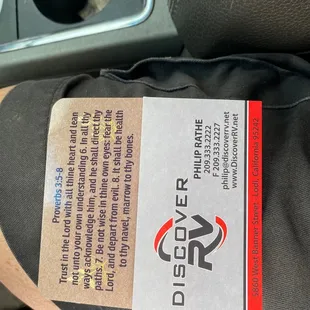 Proverbs 3:5-8
Trust in the Lord with all thine heart and lean
not unto your own understanding 6. In all thy
ways acknowledge him, and he shall direct thy
paths. 7. Be not wise in thine own eyes: fear the
Lord, and depart from evil. 8. It shall be health
to thy navel, marrow to thy bones.
DISCOVER
RV
PHILIP RATHE
209.333.2222
F 209.333.2227
philip@discoverrv.net
www.DiscoverRV.net
Street Lodi, California 95242